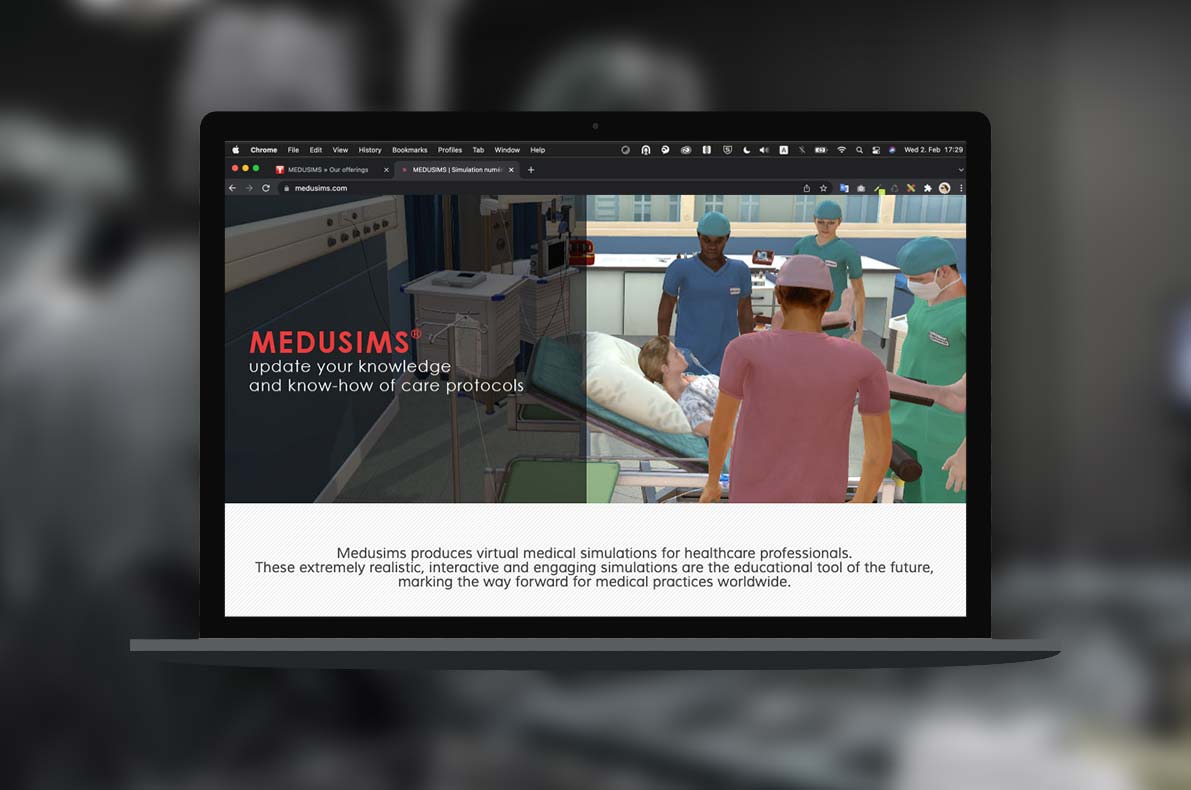 Chrome File Edit View History Bookmarks Profiles Tab Window Help
Wed 2. Feb 17:29
MEDUSIMS » Our offerings
MEDUSIMS | Simulation numé
medusims.com
MEDUSIMS®
update your knowledge
and know-how of care protocols
Medusims produces virtual medical simulations for healthcare professionals.
These extremely realistic, interactive and engaging simulations are the educational tool of the future,
marking the way forward for medical practices worldwide.